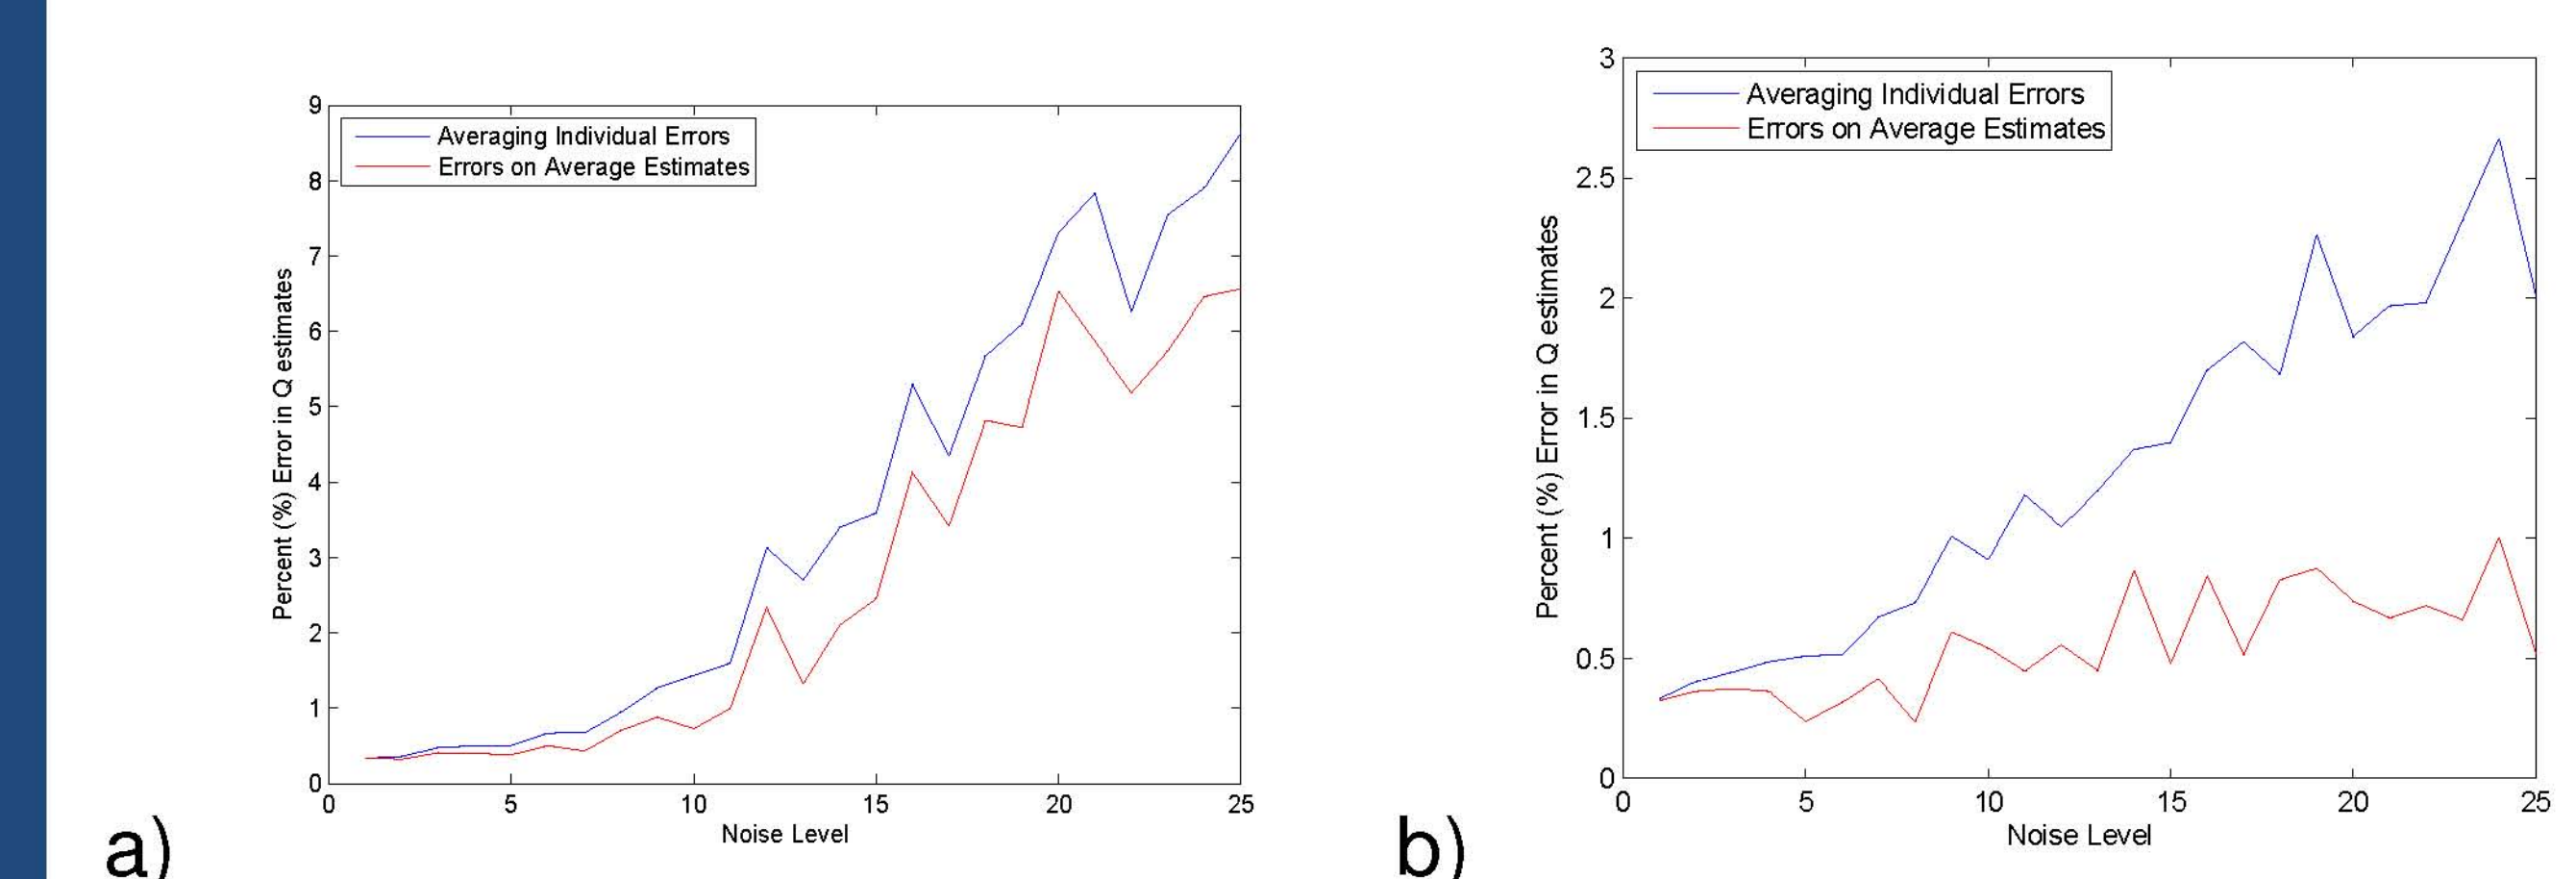 9
8
7
6
5
4
3
2
1
0
Percent (%) Error in Q estimates
Averaging Individual Errors
Errors on Average Estimates
0 5 10 15 20 25
Noise Level
a)
3
2.5
2
1.5
1
0.5
0
Percent (%) Error in Q estimates
Averaging Individual Errors
Errors on Average Estimates
0 5 10 15 20 25
Noise Level
b)